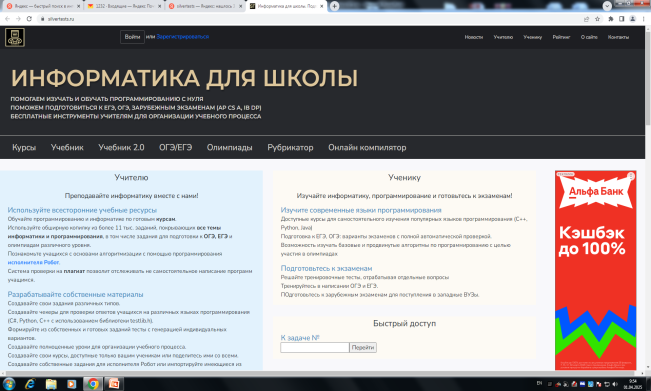 Яндекс — быстрый поиск в инт
1232 · Входящие — Яндекс По
silvertests — Яндекс: нашлось
Информатика для школы. Под
silvertests.ru
Войти или Зарегистрироваться
Новости Учителю Ученику Рейтинг О сайте Контакты
ИНФОРМАТИКА ДЛЯ ШКОЛЫ
ПОМОГАЕМ ИЗУЧАТЬ И ОБУЧАТЬ ПРОГРАММИРОВАНИЮ С НУЛЯ
ПОМОЖЕМ ПОДГОТОВИТЬСЯ К ЕГЭ, ОГЭ, ЗАРУБЕЖНЫМ ЭКЗАМЕНАМ (AP CS A, IB DP)
БЕСПЛАТНЫЕ ИНСТРУМЕНТЫ УЧИТЕЛЯМ ДЛЯ ОРГАНИЗАЦИИ УЧЕБНОГО ПРОЦЕССА
Курсы Учебник Учебник 2.0 ОГЭ/ЕГЭ Олимпиады Рубрикатор Онлайн компилятор
Учителю
Преподавайте информатику вместе с нами!
Используйте всесторонние учебные ресурсы
Обучайте программированию и информатике по готовым курсам.
Используйте обширную копилку из более 11 тыс. заданий, покрывающих все темы
информатики и программирования, в том числе задания для подготовки к ОГЭ, ЕГЭ и
олимпиадам различного уровня.
Познакомьте учащихся с основами алгоритмизации с помощью программирования
исполнителя Робот.
Система проверки на плагиат позволит отслеживать не самостоятельное написание программ
учащимися.
Разрабатывайте собственные материалы
Создавайте свои задания различных типов.
Создавайте чекеры для проверки ответов учащихся на различных языках программирования
(C#, Python, C++ с использованием библиотеки testlib.h).
Формируйте из собственных и готовых заданий тесты с генерацией индивидуальных
вариантов.
Создавайте полноценные уроки для организации учебного процесса.
Создавайте свои курсы, доступные только вашим ученикам или поделитесь ими со всеми.
Создавайте собственные задания для исполнителя Робот или импортируйте имеющиеся из
Ученику
Изучайте информатику, программирование и готовьтесь к экзаменам!
Изучите современные языки программирования
Доступные курсы для самостоятельного изучения популярных языков программирования (C++,
Python, Java)
Подготовка к ЕГЭ, ОГЭ: варианты экзаменов с полной автоматической проверкой.
Возможность изучать базовые и продвинутые алгоритмы по программированию с целью
участия в олимпиадах
Подготовьтесь к экзаменам
Решайте тренировочные тесты, отрабатывая отдельные вопросы
Тренируйтесь в написании ОГЭ и ЕГЭ.
Подготовьтесь к зарубежным экзаменам для поступления в западные ВУЗы.
Быстрый доступ
К задаче №
Перейти
Альфа Банк
Кэшбэк
до 100%
EN
9:54
01.04.2025